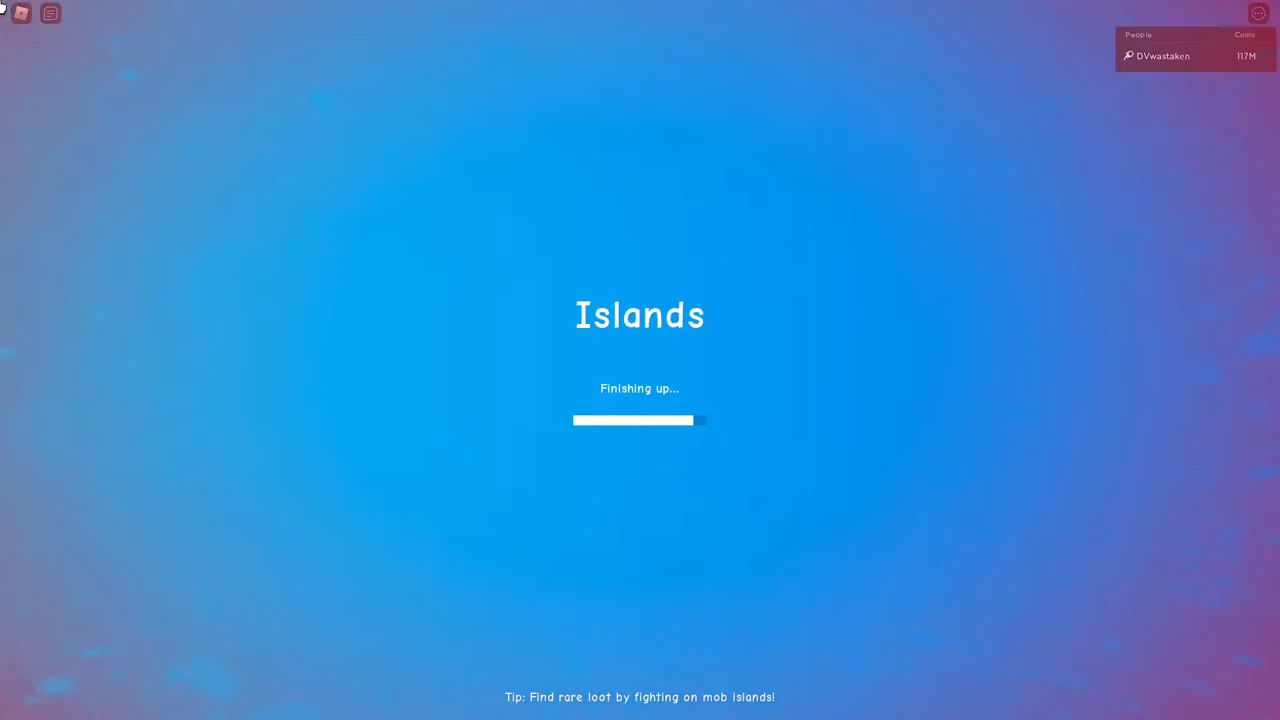 People Coins
DVwastaken 117M
Islands
Finishing up...
Tip: Find rare loot by fighting on mob islands!